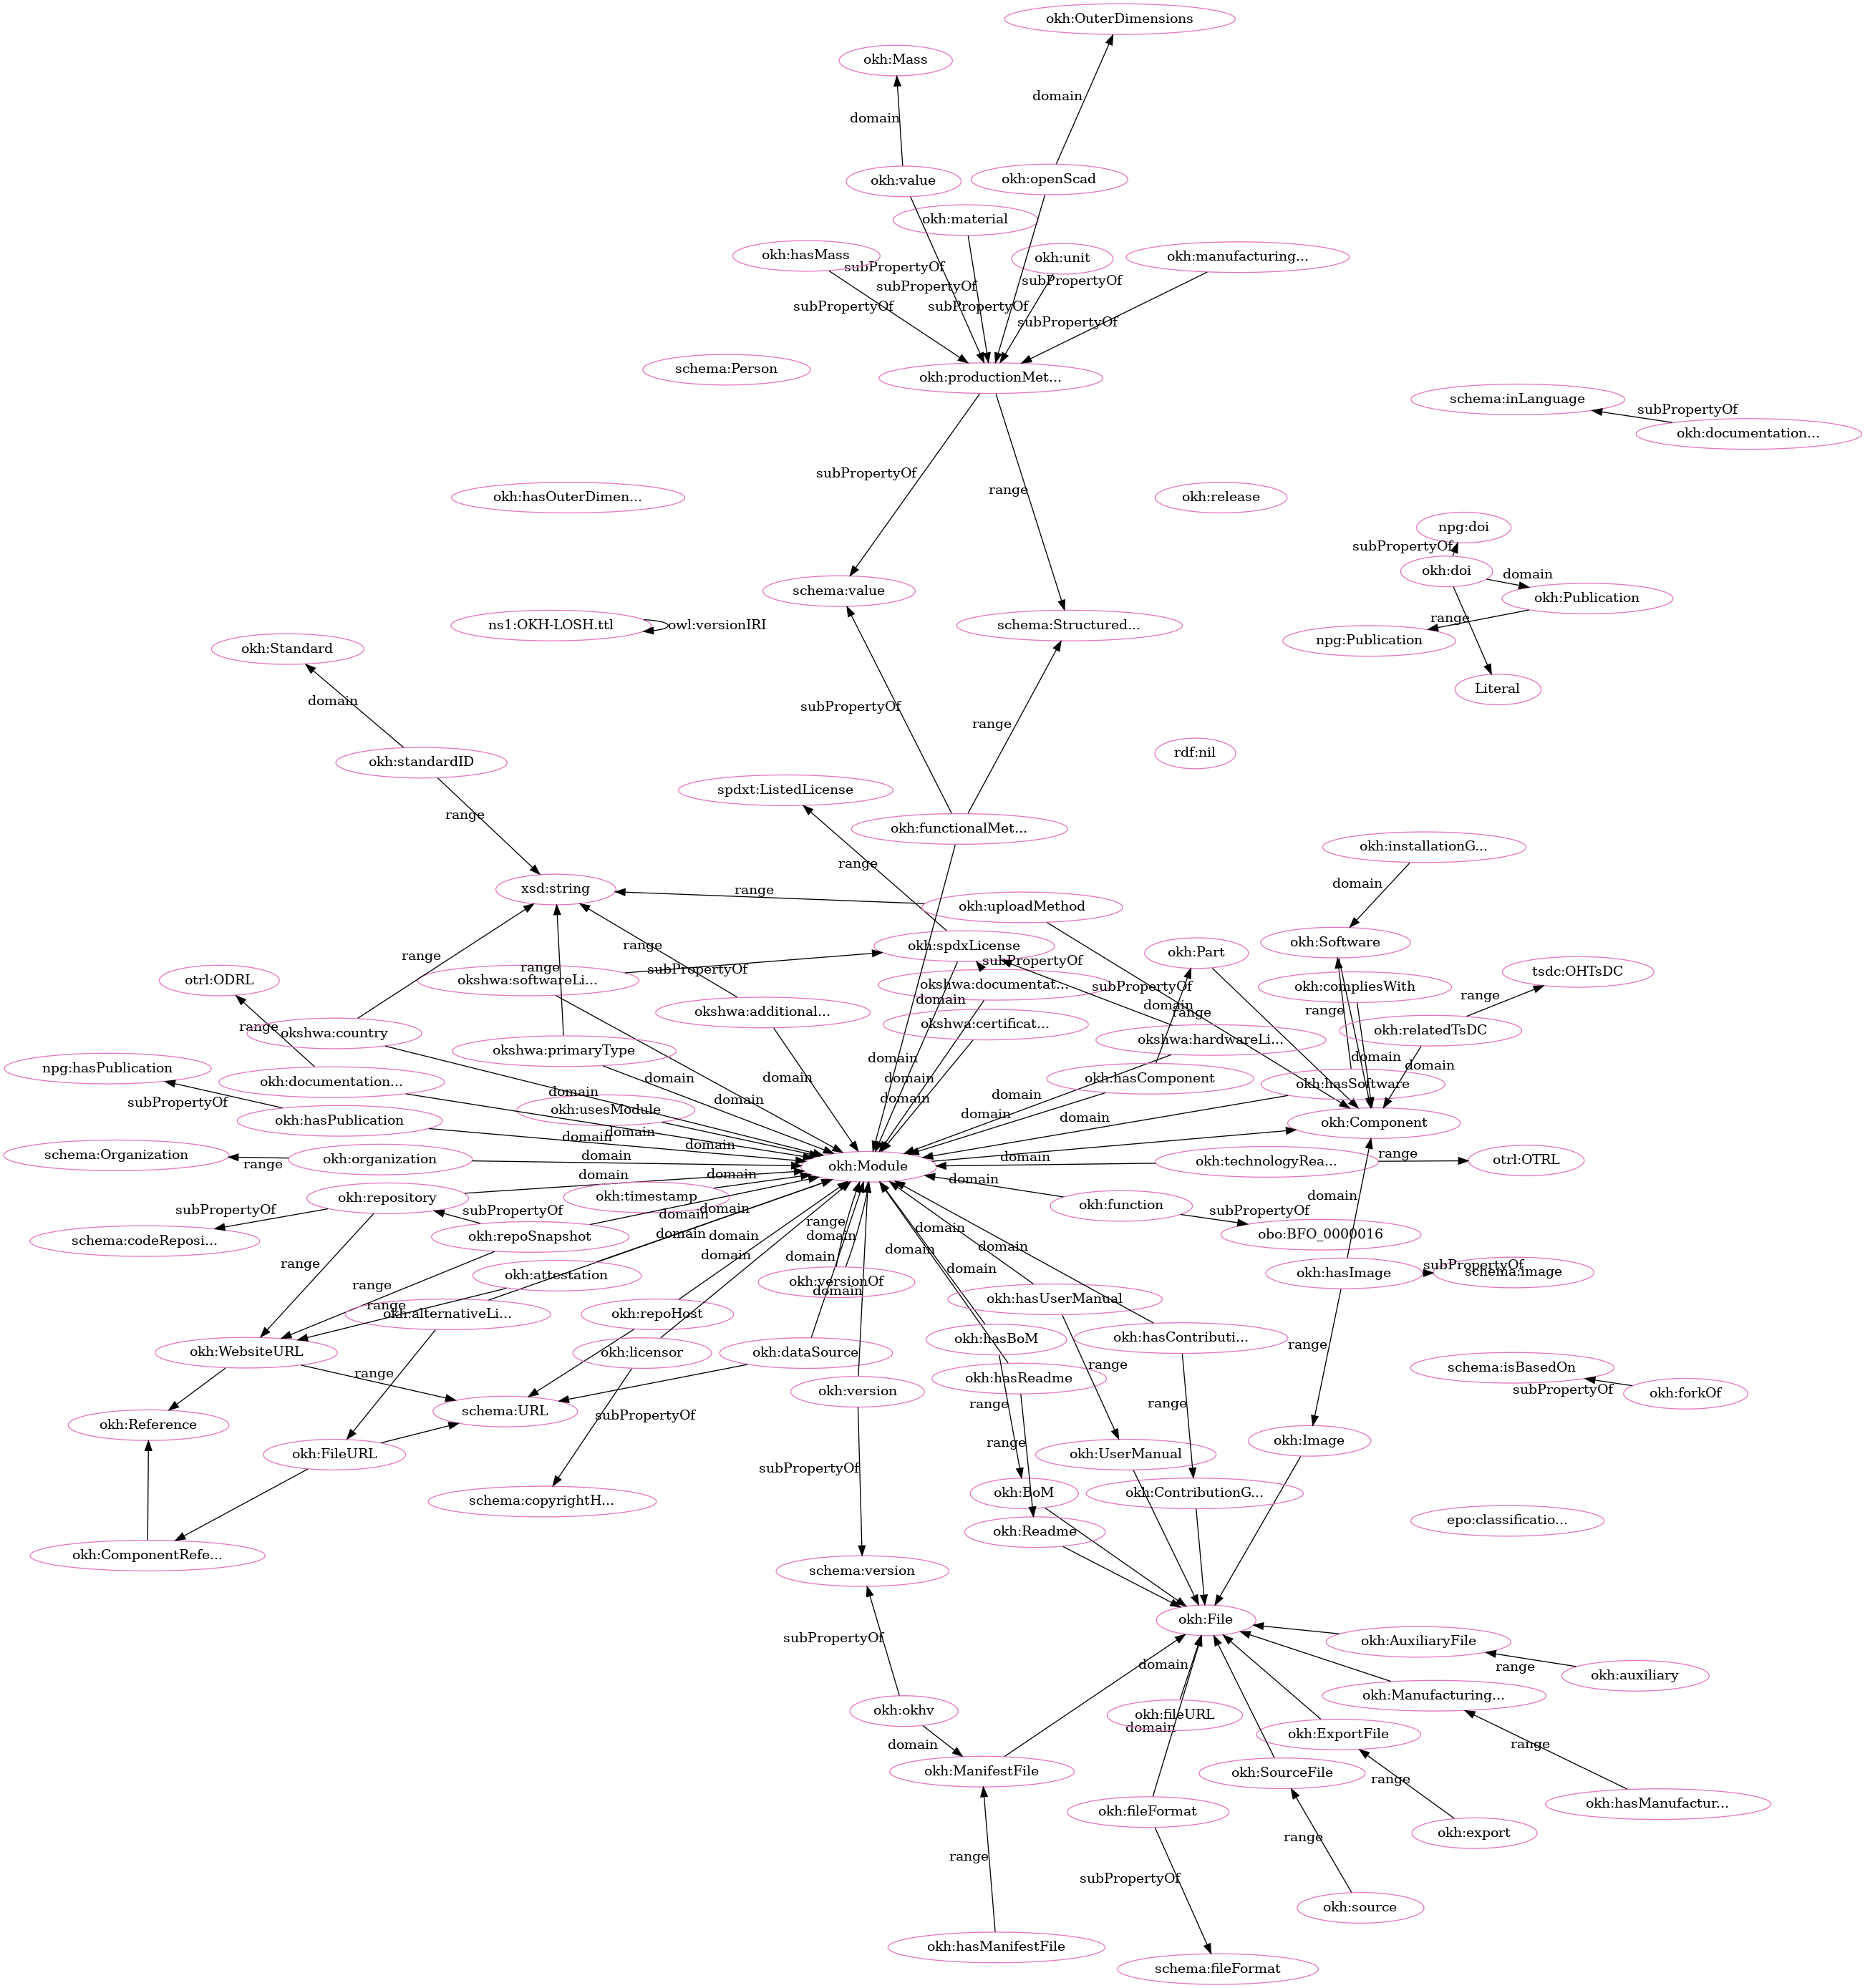 okh:OuterDimensions
okh:Mass
domain
domain
okh:value
okh:openScad
okh:material
okh:hasMass
okh:unit
okh:manufacturing...
subPropertyOf
subPropertyOf
subPropertyOf
subPropertyOf
subPropertyOf
subPropertyOf
schema:Person
okh:productionMet...
schema:inLanguage
subPropertyOf
okh:documentation...
subPropertyOf
range
okh:hasOuterDimen...
okh:release
npg:doi
subPropertyOf
okh:doi
domain
okh:Publication
schema:value
ns1:OKH-LOSH.ttl
owl:versionIRI
schema:Structured...
range
npg:Publication
okh:Standard
Literal
domain
subPropertyOf
range
rdf:nil
okh:standardID
spdxt:ListedLicense
range
okh:functionalMet...
okh:installationG...
range
domain
xsd:string
range
okh:uploadMethod
okh:Software
okh:spdxLicense
okh:Part
range
range
subPropertyOf
range
subPropertyOf
otrl:ODRL
okshwa:softwareLi...
okshwa:documentat...
subPropertyOf
okh:compliesWith
tsdc:OHTsDC
range
domain
domain
range
range
okshwa:additional...
okshwa:certificat...
okh:relatedTsDC
range
okshwa:country
okshwa:primaryType
okshwa:hardwareLi...
npg:hasPublication
domain
domain
domain
okh:documentation...
domain
domain
okh:hasComponent
okh:hasSoftware
subPropertyOf
domain
domain
domain
domain
okh:usesModule
okh:hasPublication
domain
domain
domain
okh:Component
domain
domain
domain
schema:Organization
range
okh:organization
domain
okh:Module
domain
okh:technologyRea...
range
otrl:OTRL
okh:repository
domain
okh:timestamp
domain
domain
okh:function
domain
subPropertyOf
subPropertyOf
domain
domain
subPropertyOf
schema:codeReposi...
okh:repoSnapshot
domain
domain
range
domain
domain
domain
obo:BFO_0000016
range
domain
domain
domain
domain
okh:attestation
okh:versionOf
okh:hasImage
subPropertyOf
schema:image
range
range
domain
okh:alternativeLi...
okh:repoHost
okh:hasUserManual
okh:WebsiteURL
okh:licensor
okh:dataSource
okh:hasBoM
okh:hasContributi...
range
range
range
okh:hasReadme
schema:isBasedOn
subPropertyOf
okh:forkOf
okh:version
okh:Reference
schema:URL
subPropertyOf
range
range
okh:FileURL
range
okh:UserManual
okh:Image
subPropertyOf
schema:copyrightH...
okh:BoM
okh:ContributionG...
okh:Readme
epo:classificatio...
okh:ComponentRefe...
schema:version
okh:File
subPropertyOf
okh:AuxiliaryFile
domain
range
okh:auxiliary
okh:Manufacturing...
okh:okhv
okh:fileURL
domain
domain
okh:ExportFile
range
okh:ManifestFile
okh:SourceFile
range
okh:hasManufactur...
okh:fileFormat
okh:export
range
range
subPropertyOf
okh:source
okh:hasManifestFile
schema:fileFormat